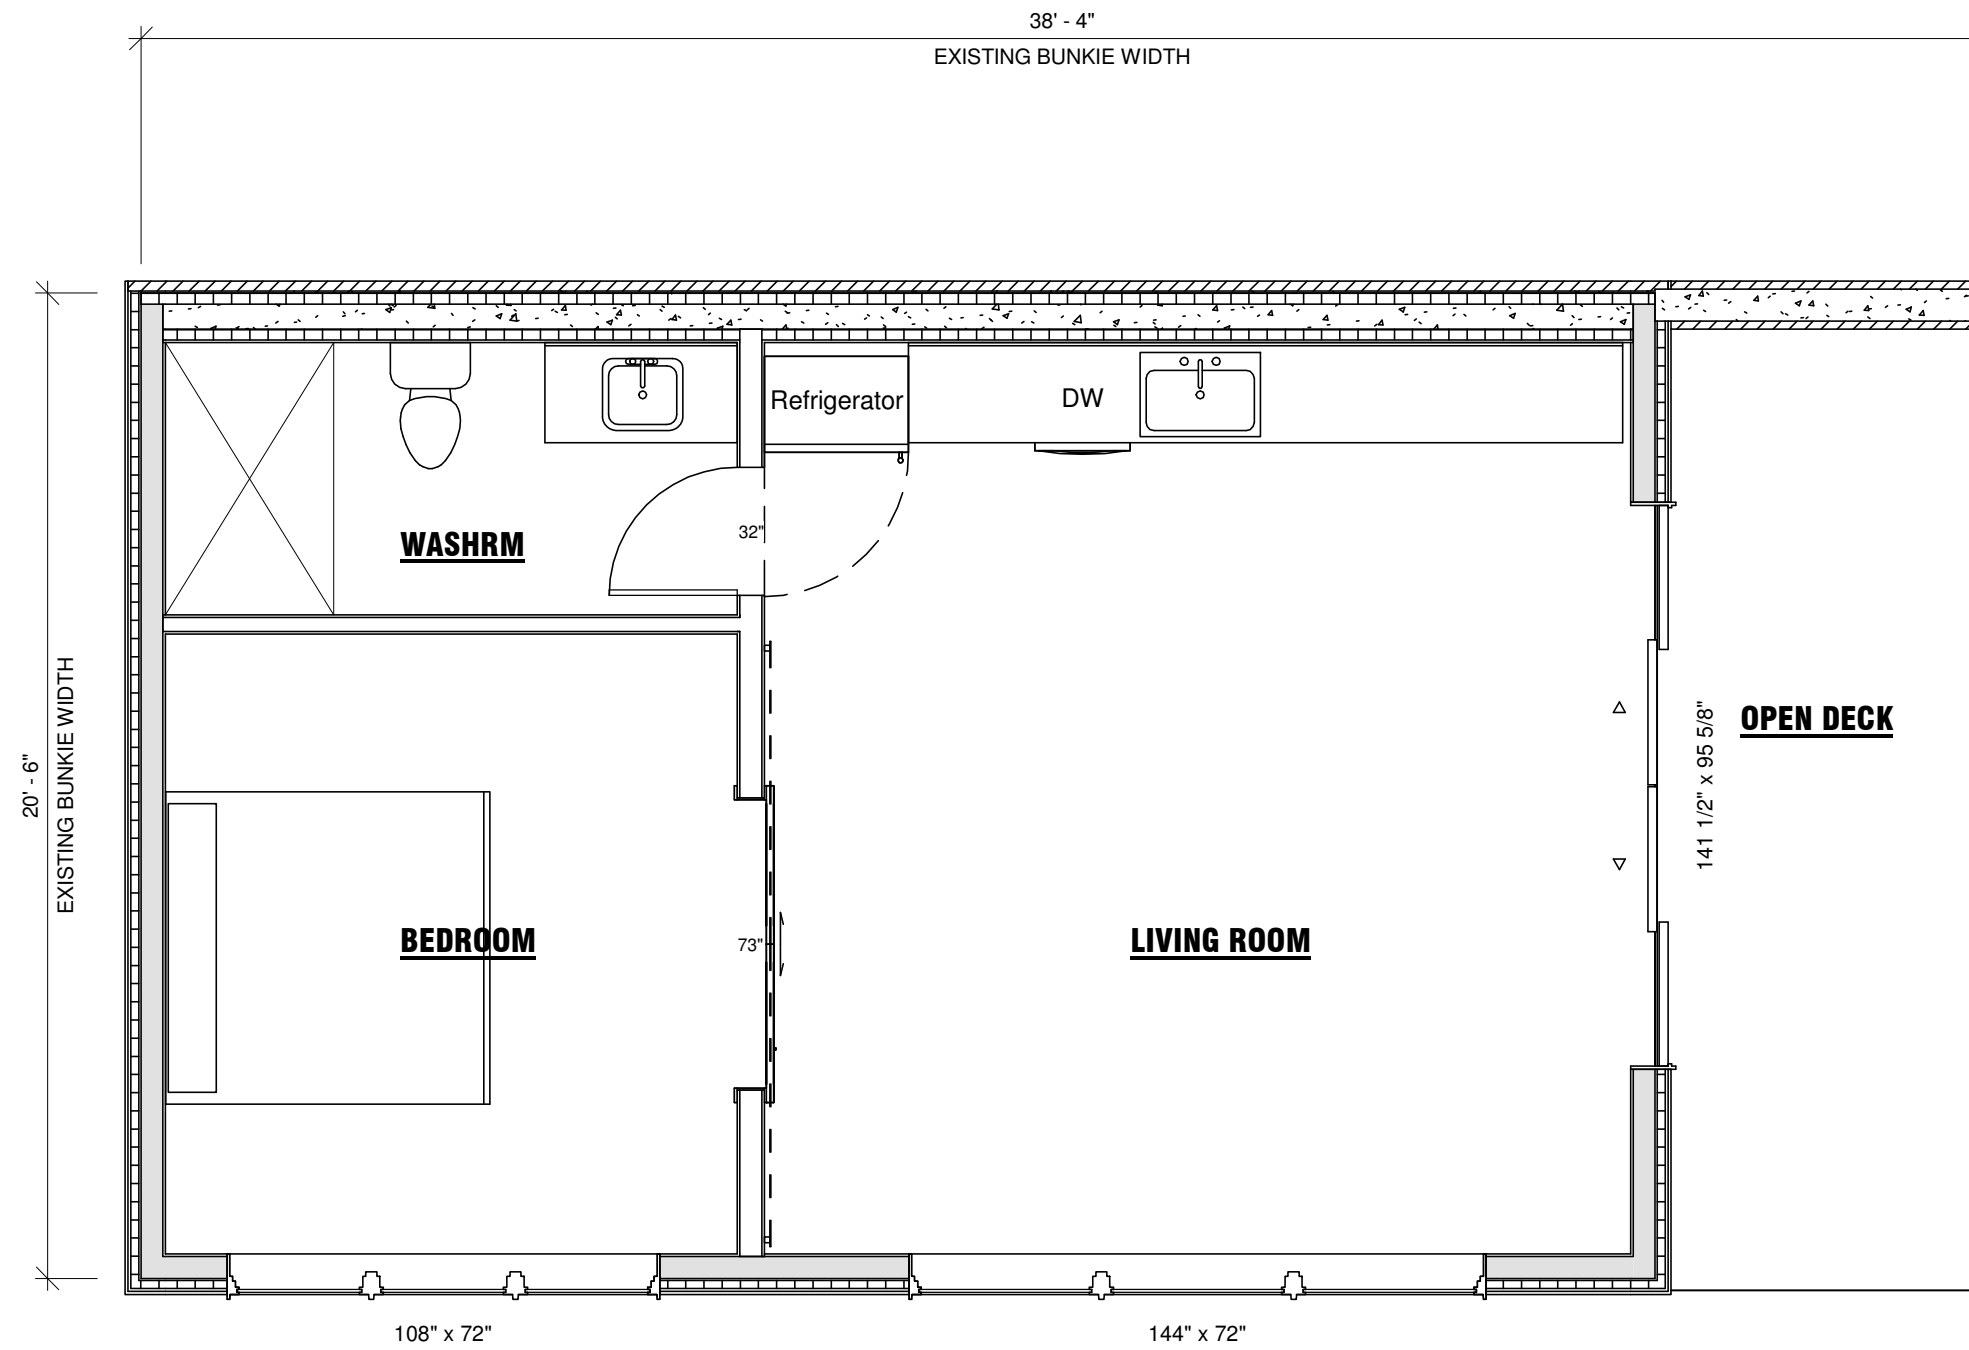 38' - 4"
EXISTING BUNKIE WIDTH
Refrigerator
DW
32"
WASHRM
20' - 6"
EXISTING BUNKIE WIDTH
OPEN DECK
141 1/2" x 95 5/8"
BEDROOM
73"
LIVING ROOM
108" x 72"
144" x 72"